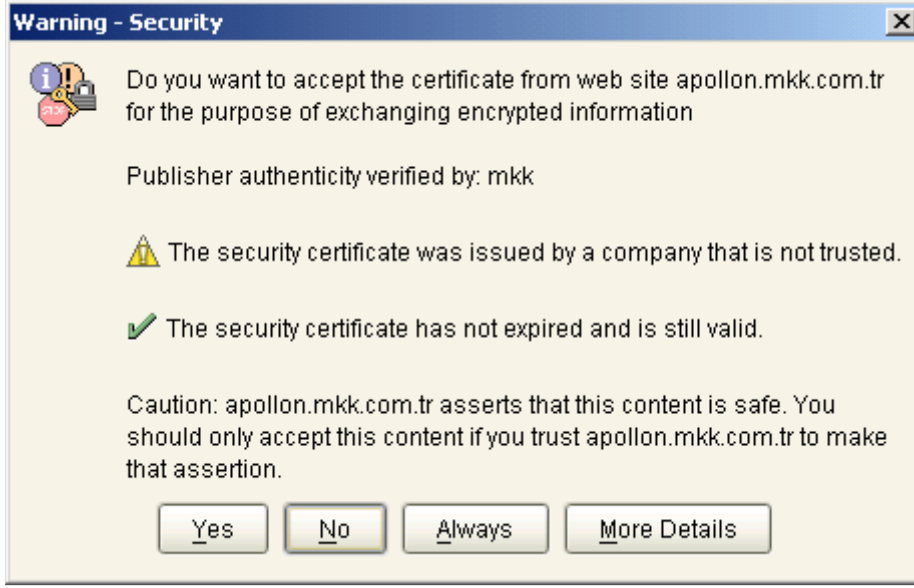 Warning - Security
Do you want to accept the certificate from web site apollon.mkk.com.tr
for the purpose of exchanging encrypted information
Publisher authenticity verified by: mkk
The security certificate was issued by a company that is not trusted.
The security certificate has not expired and is still valid.
Caution: apollon.mkk.com.tr asserts that this content is safe. You
should only accept this content if you trust apollon.mkk.com.tr to make
that assertion.
Yes No Always More Details